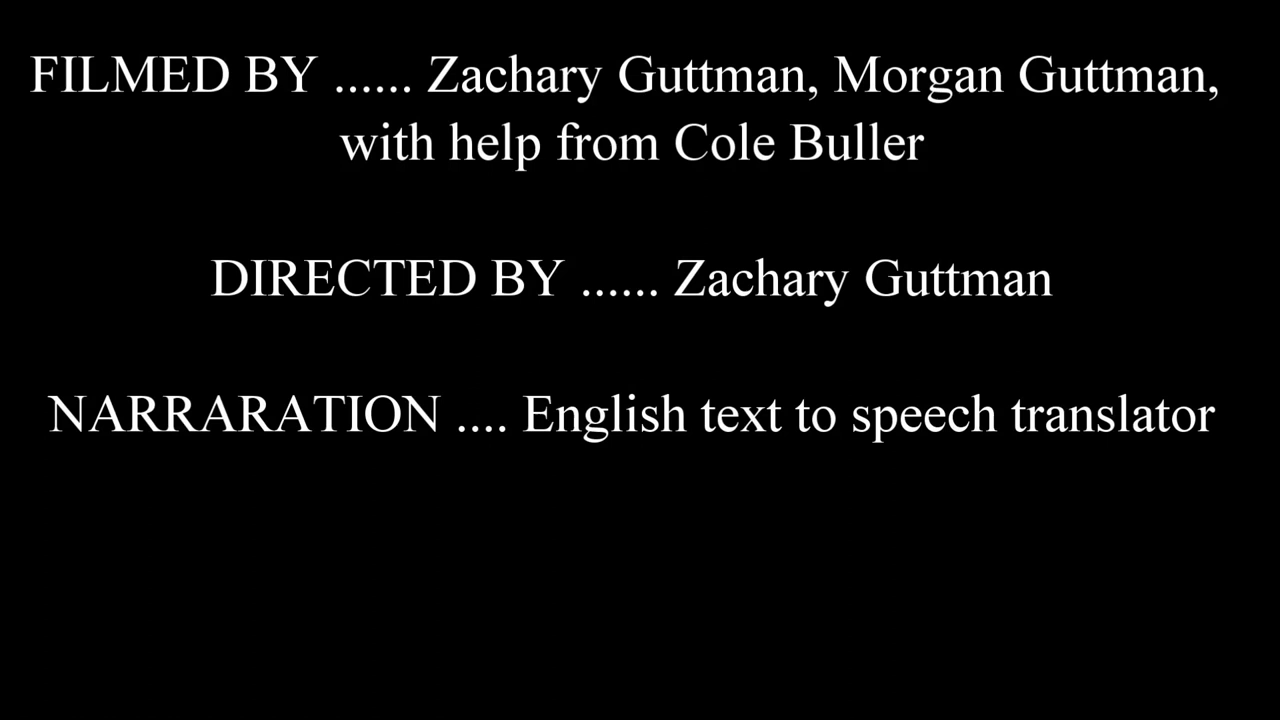 FILMED BY ...... Zachary Guttman, Morgan Guttman,
with help from Cole Buller
DIRECTED BY ...... Zachary Guttman
NARRARATION .... English text to speech translator